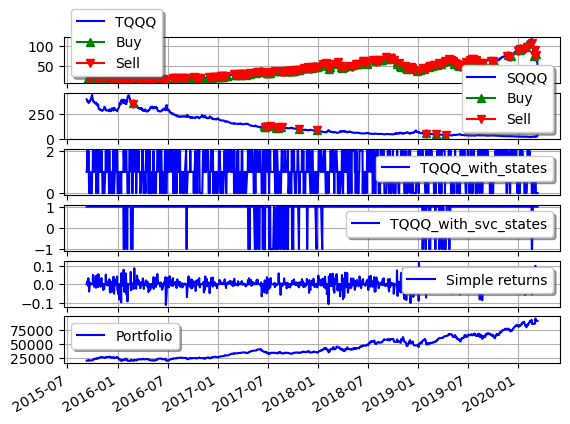 TQQQ
Buy
Sell
100
50
SQQQ
Buy
Sell
250
0
2
TQQQ_with_states
0
1
TQQQ_with_svc_states
0
−1
0.1
Simple returns
0.0
−0.1
Portfolio
75000
50000
25000
2015-07
2016-01
2016-07
2017-01
2017-07
2018-01
2018-07
2019-01
2019-07
2020-01